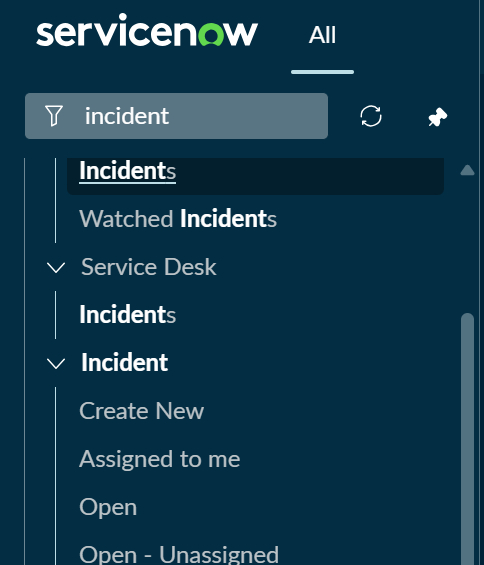 servicenow
All
incident
Incidents
Watched Incidents
Service Desk
Incidents
Incident
Create New
Assigned to me
Open
Open - Unassigned